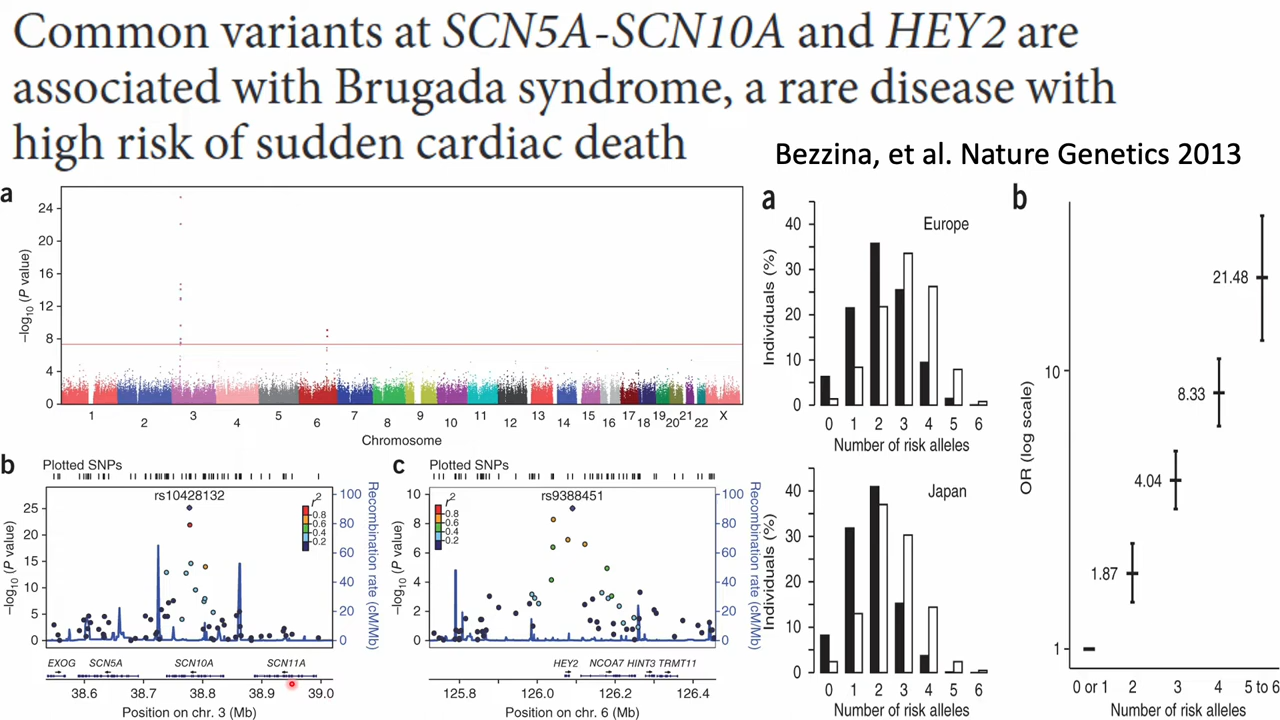 Common variants at SCN5A-SCN10A and HEY2 are
associated with Brugada syndrome, a rare disease with
high risk of sudden cardiac death
Bezzina, et al. Nature Genetics 2013
a
–log10 (P value)
24
20
16
12
8
4
0
1 2 3 4 5 6 7 8 9 10 11 12 13 14 15 16 17 18 19 20 21 22 X
Chromosome
b
Plotted SNPs
rs10428132
r2
0.8
0.6
0.4
0.2
–log10 (P value)
25
20
15
10
5
0
Recombination rate (cM/Mb)
100
80
60
40
20
0
EXOG SCN5A SCN10A SCN11A
38.6 38.7 38.8 38.9 39.0
Position on chr. 3 (Mb)
c
Plotted SNPs
rs9388451
r2
0.8
0.6
0.4
0.2
–log10 (P value)
10
8
6
4
2
0
Recombination rate (cM/Mb)
100
80
60
40
20
0
HEY2 NCOA7 HINT3 TRMT11
125.8 126.0 126.2 126.4
Position on chr. 6 (Mb)
a
Europe
Individuals (%)
40
30
20
10
0
0 1 2 3 4 5 6
Number of risk alleles
Japan
Individuals (%)
40
30
20
10
0
0 1 2 3 4 5 6
Number of risk alleles
b
OR (log scale)
10
1
21.48
8.33
4.04
1.87
0 or 1 2 3 4 5 to 6
Number of risk alleles